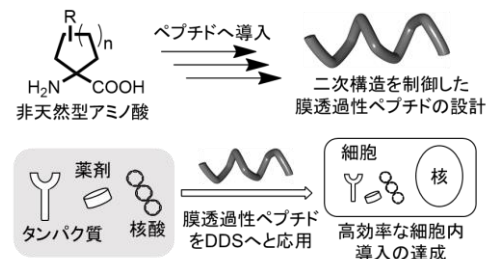 R
n
H₂N
COOH
非天然型アミノ酸
ペプチドへ導入
二次構造を制御した
膜透過性ペプチドの設計
薬剤
タンパク質
核酸
膜透過性ペプチド
をDDSへと応用
細胞
核
高効率な細胞内
導入の達成